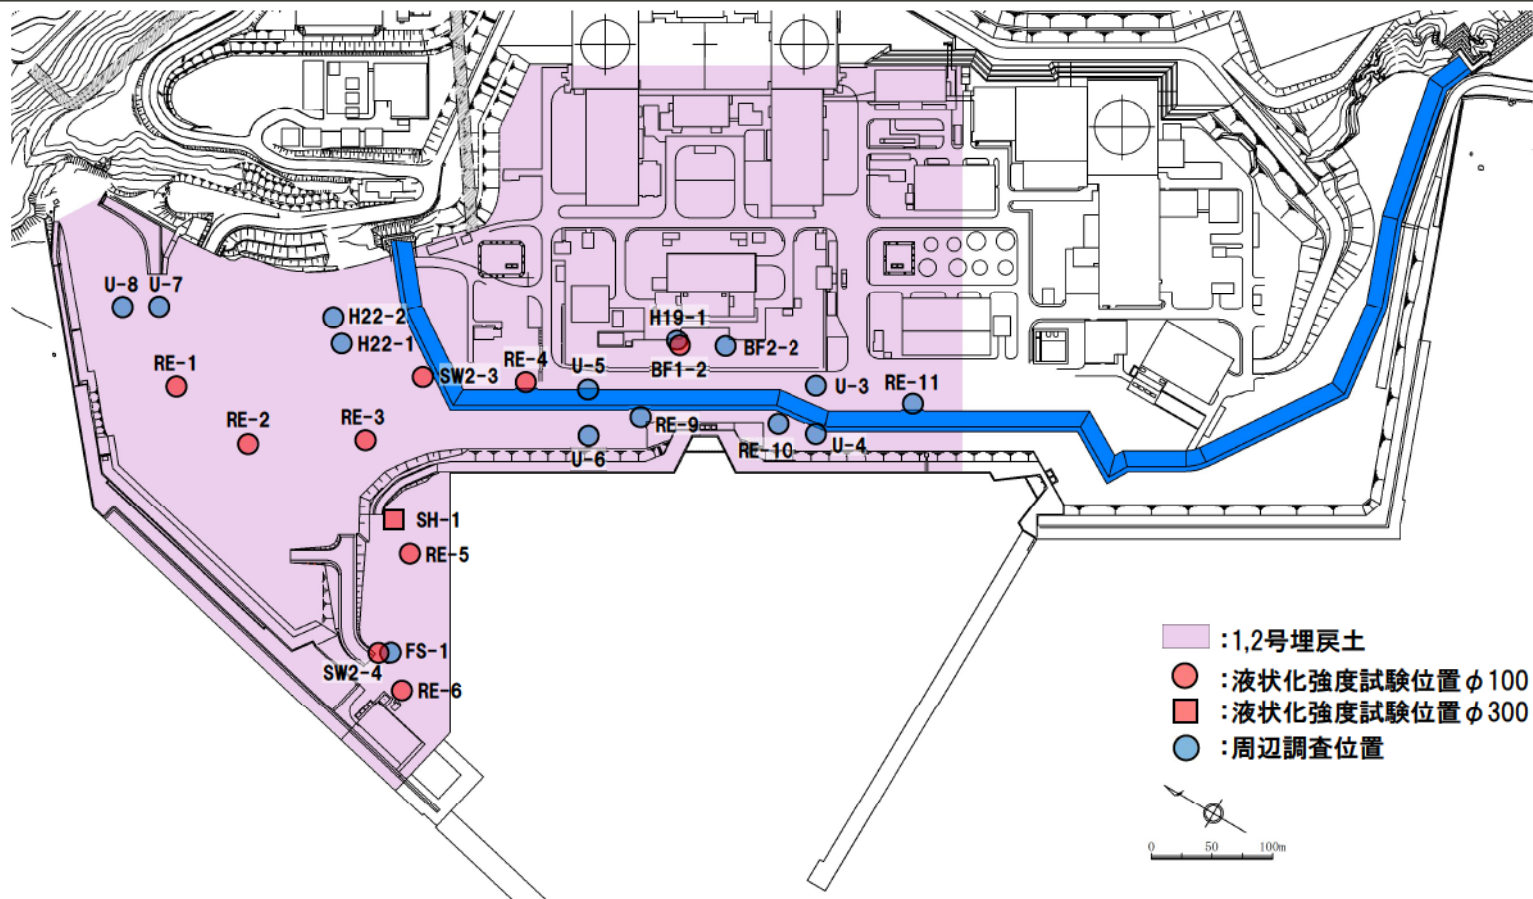 U-8
U-7
H22-2
H22-1
H19-1
BF2-2
BF1-2
RE-1
SW2-3
RE-4
U-5
U-3
RE-11
RE-2
RE-3
RE-9
RE-10
U-4
U-6
SH-1
RE-5
FS-1
SW2-4
RE-6
:1,2号埋戻土
:液状化強度試験位置φ100
:液状化強度試験位置φ300
:周辺調査位置
0 50 100m